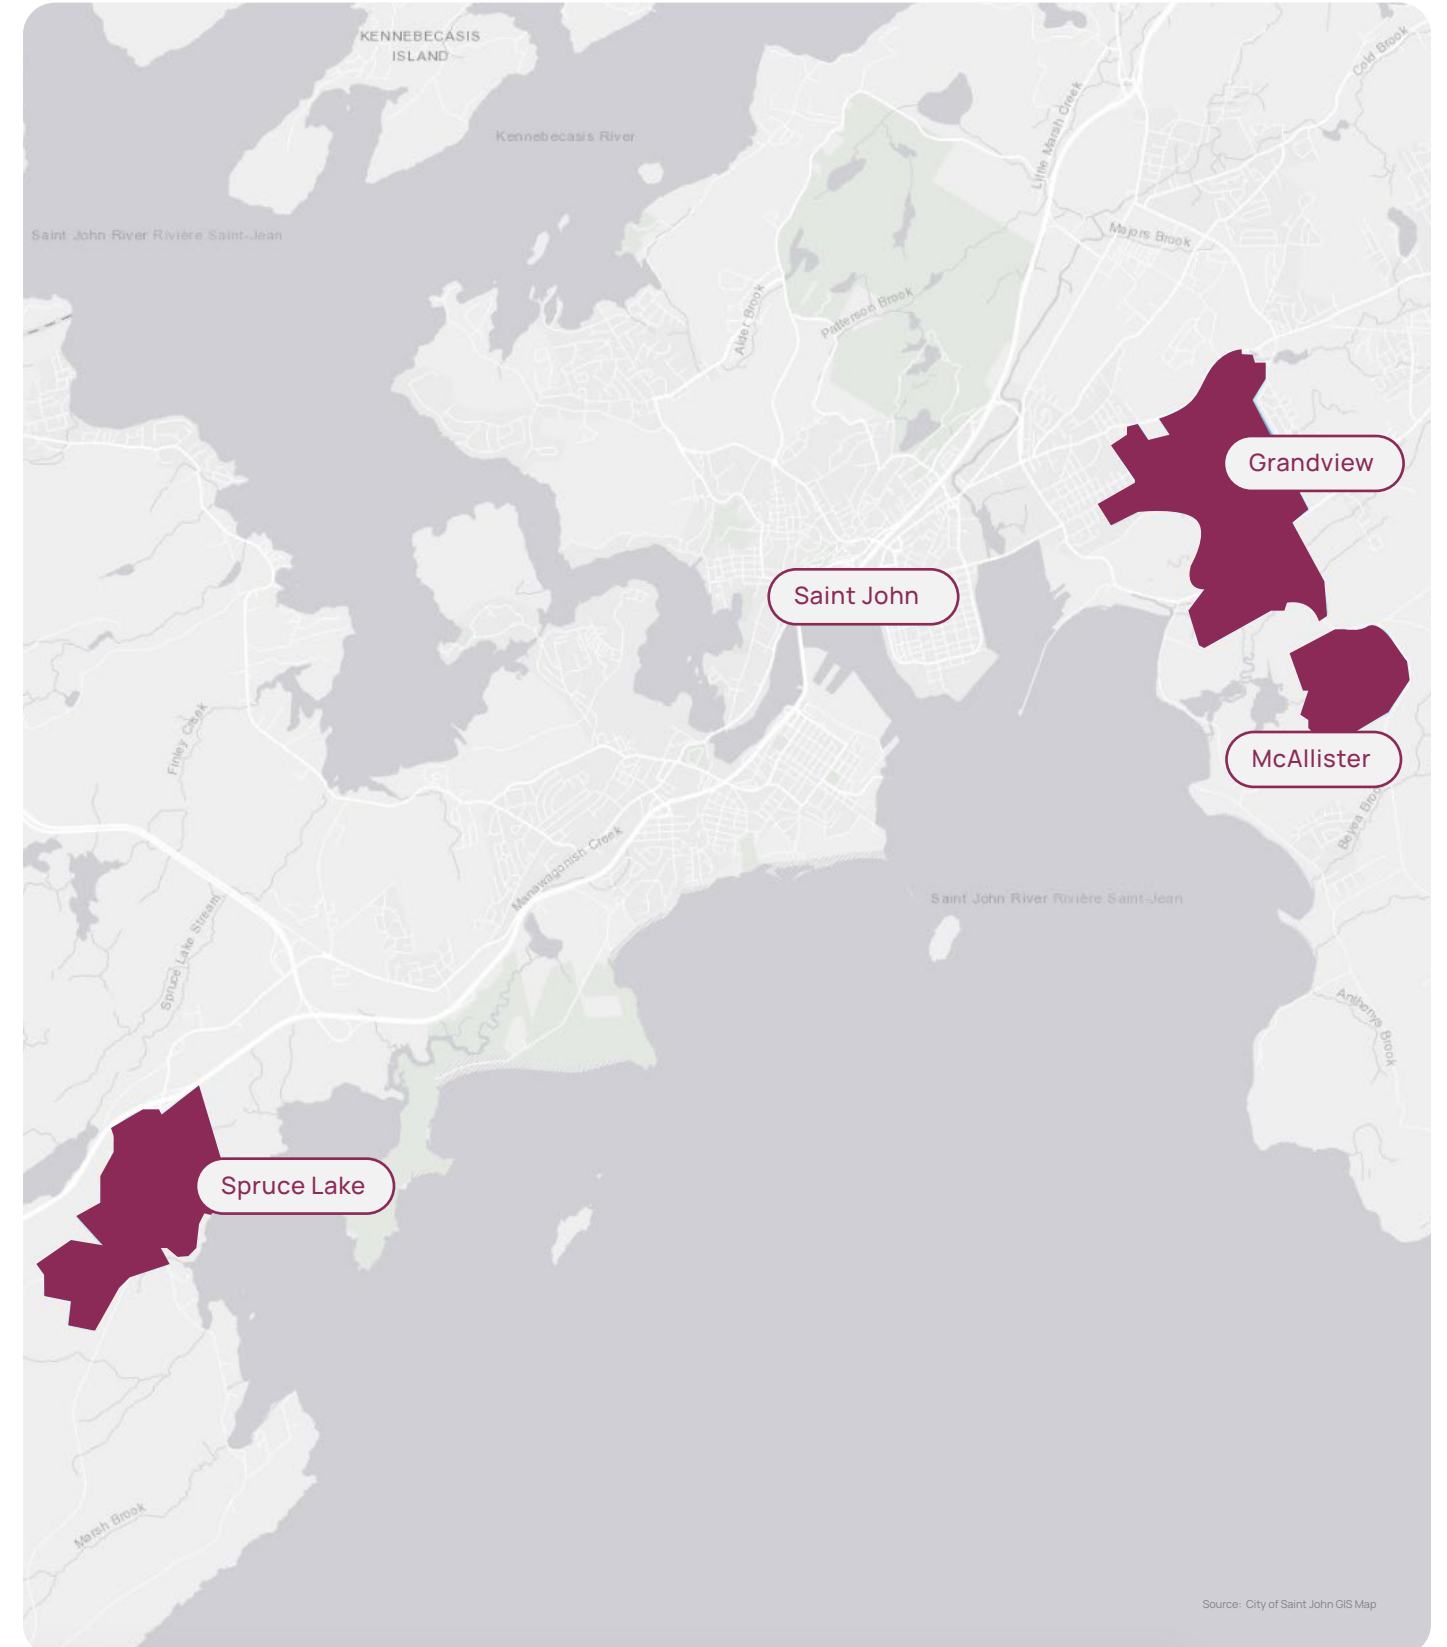 KENNEBECASIS
ISLAND
Cold Brook
Little Marsh Creek
Kennebecasis River
Saint John River Rivière Saint-Jean
Majors Brook
Alder Brook
Patterson Brook
Grandview
Saint John
Finley Creek
McAllister
Beyea Broo
Manawagonish Creek
Saint John River Rivière Saint-Jean
Spruce Lake Stream
Anthonys Brook
Spruce Lake
Marsh Brook
Source: City of Saint John GIS Map